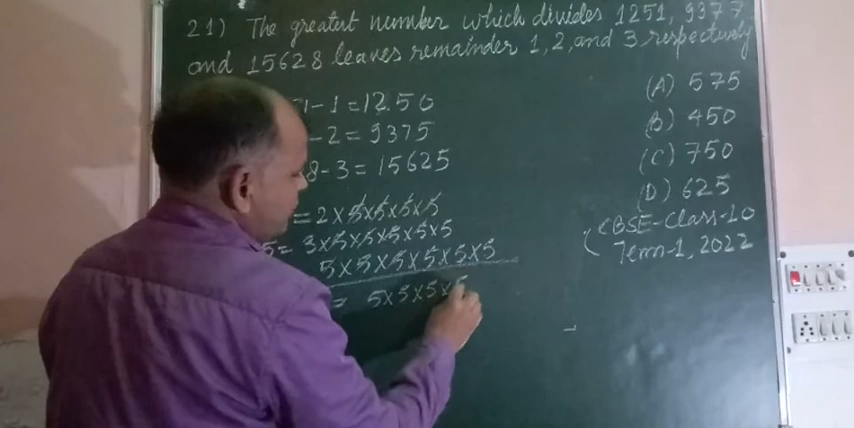 21) The greatest number which divides 1251, 9377
and 15628 leaves remainder 1, 2, and 3 respectively
(A) 575
(B) 450
(C) 750
(D) 625
(CBSE-Class-10
Term-1, 2022
1 - 1 = 1250
- 2 = 9375
8 - 3 = 15625
= 2×5×5×5×5
5 = 3×5×5×5×5×5
5×5×5×5×5×5
= 5×5×5×5